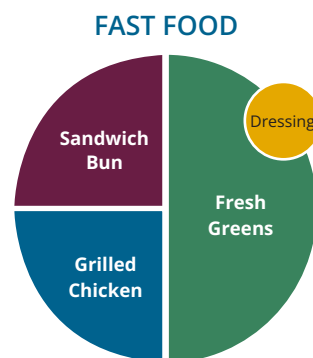 FAST FOOD
Dressing
Sandwich
Bun
Fresh
Greens
Grilled
Chicken